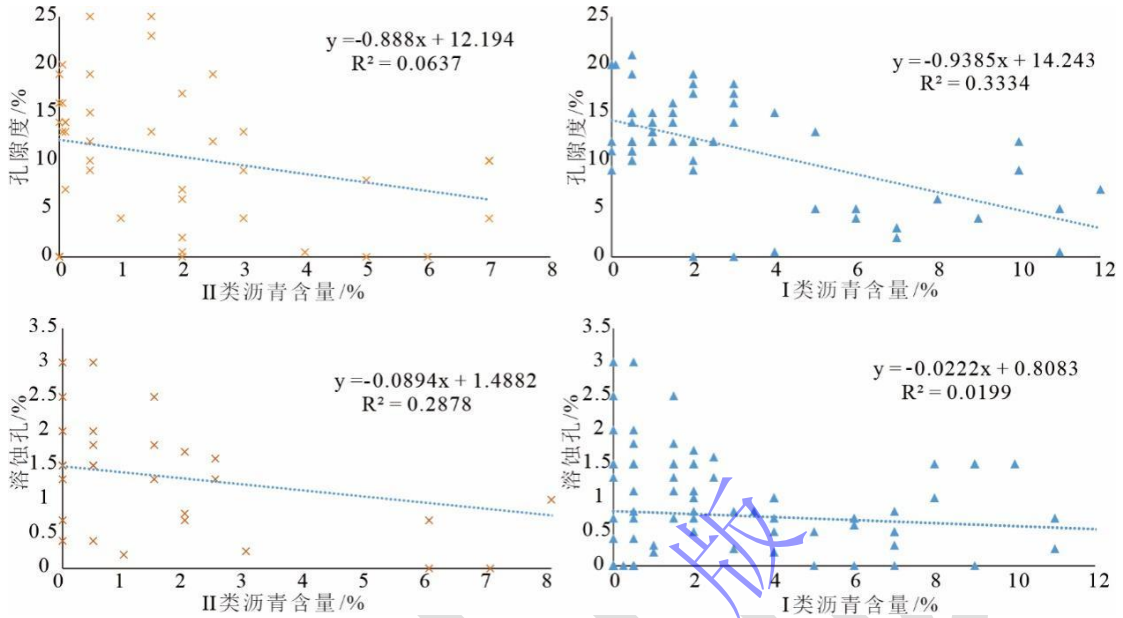 25
20
15
10
5
0
孔隙度/%
y =-0.888x + 12.194
R² = 0.0637
0 1 2 3 4 5 6 7 8
II类沥青含量/%
25
20
15
10
5
0
孔隙度/%
y =-0.9385x + 14.243
R² = 0.3334
0 2 4 6 8 10 12
I类沥青含量/%
3.5
3
2.5
2
1.5
1
0.5
0
溶蚀孔/%
y =-0.0894x + 1.4882
R² = 0.2878
0 1 2 3 4 5 6 7 8
II类沥青含量/%
3.5
3
2.5
2
1.5
1
0.5
0
溶蚀孔/%
y =-0.0222x + 0.8083
R² = 0.0199
0 2 4 6 8 10 12
I类沥青含量/%
版